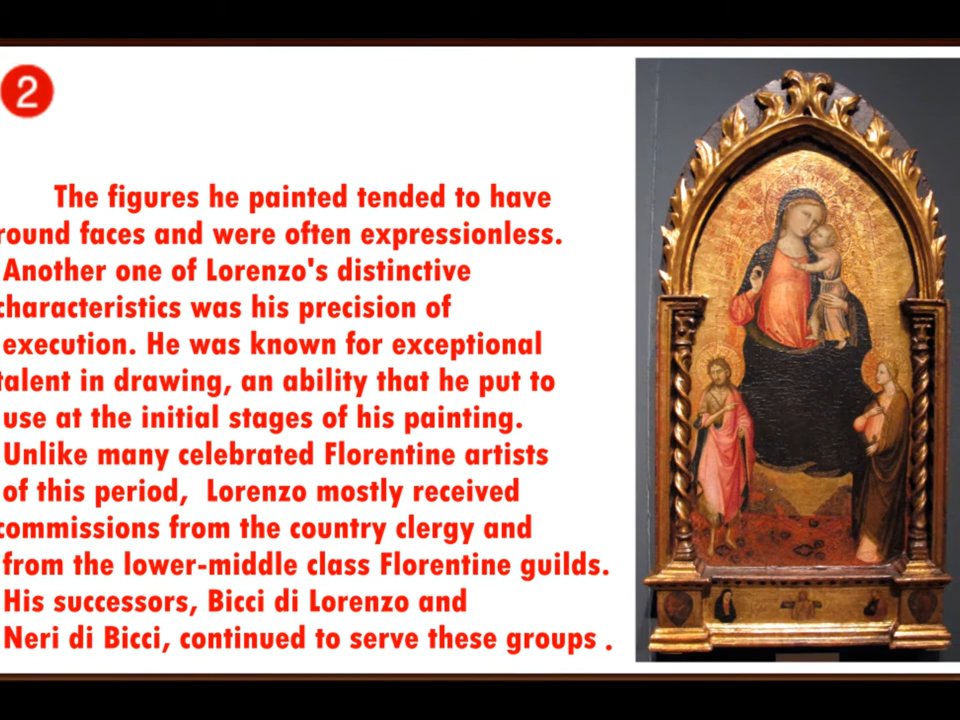 2
The figures he painted tended to have
round faces and were often expressionless.
Another one of Lorenzo's distinctive
characteristics was his precision of
execution. He was known for exceptional
talent in drawing, an ability that he put to
use at the initial stages of his painting.
Unlike many celebrated Florentine artists
of this period, Lorenzo mostly received
commissions from the country clergy and
from the lower-middle class Florentine guilds.
His successors, Bicci di Lorenzo and
Neri di Bicci, continued to serve these groups .